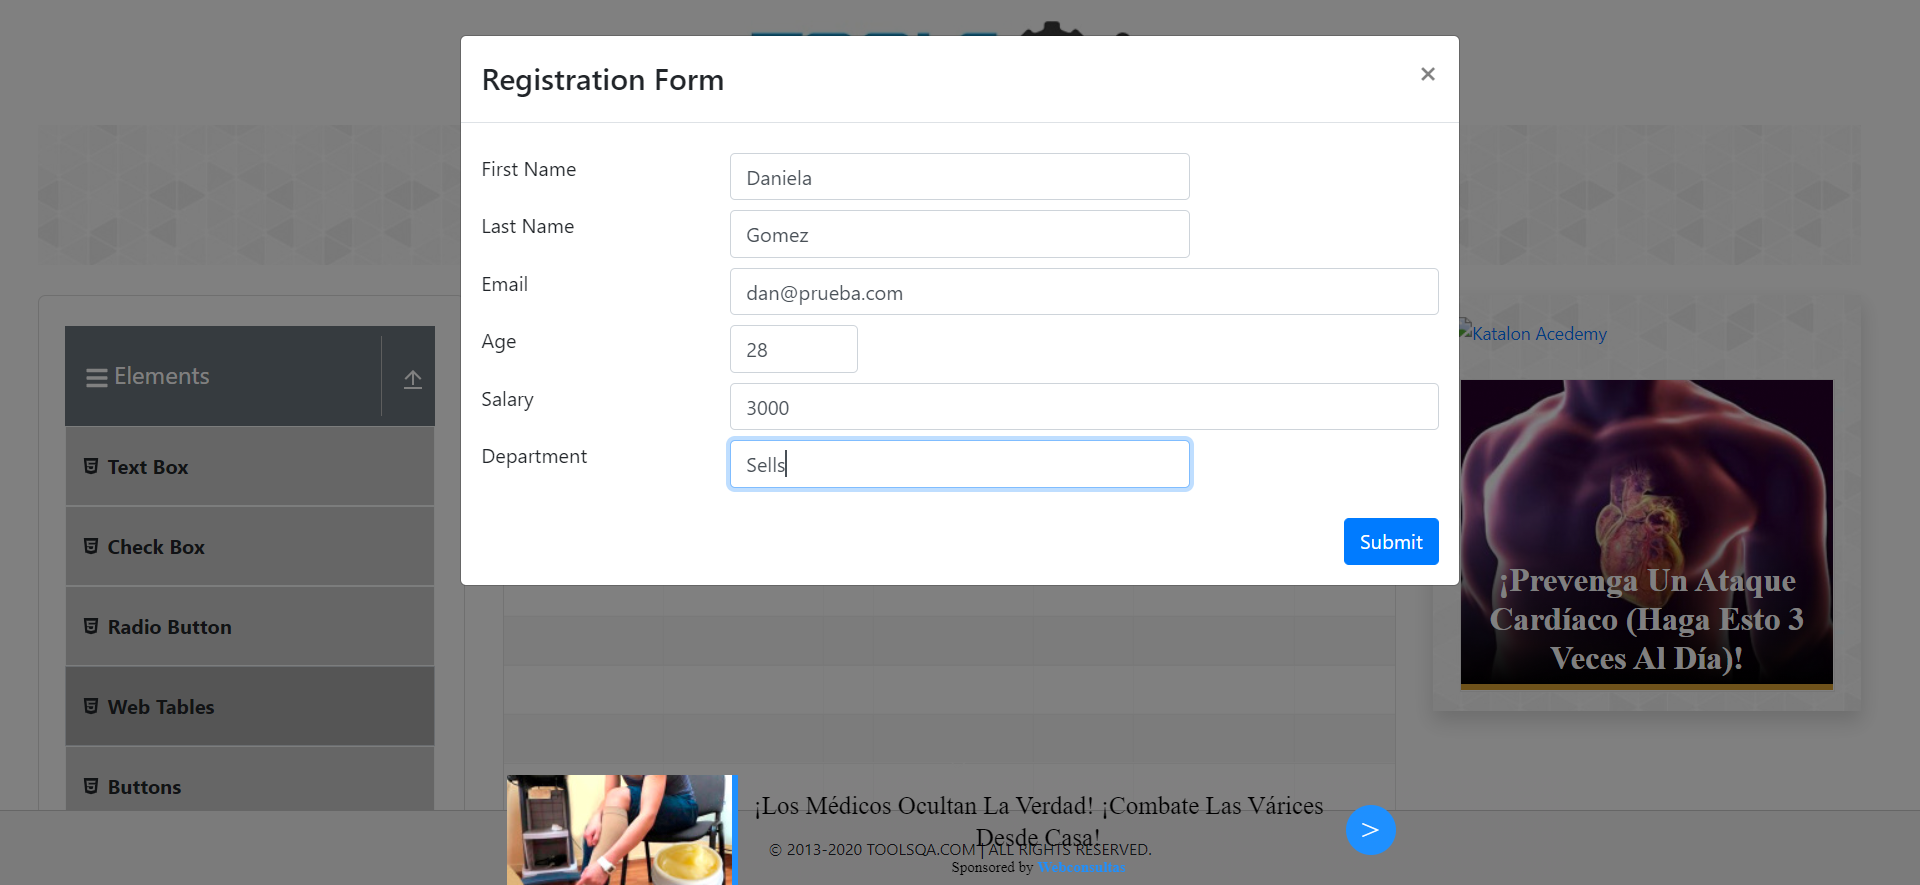 Registration Form
×
First Name
Daniela
Last Name
Gomez
Email
dan@prueba.com
Age
28
Salary
3000
Department
Sells
Submit
Elements
Text Box
Check Box
Radio Button
Web Tables
Buttons
Katalon Acedemy
¡Prevenga Un Ataque
Cardíaco (Haga Esto 3
Veces Al Día)!
¡Los Médicos Ocultan La Verdad! ¡Combate Las Várices
Desde Casa!
>
© 2013-2020 TOOLSQA.COM | ALL RIGHTS RESERVED.
Sponsored by